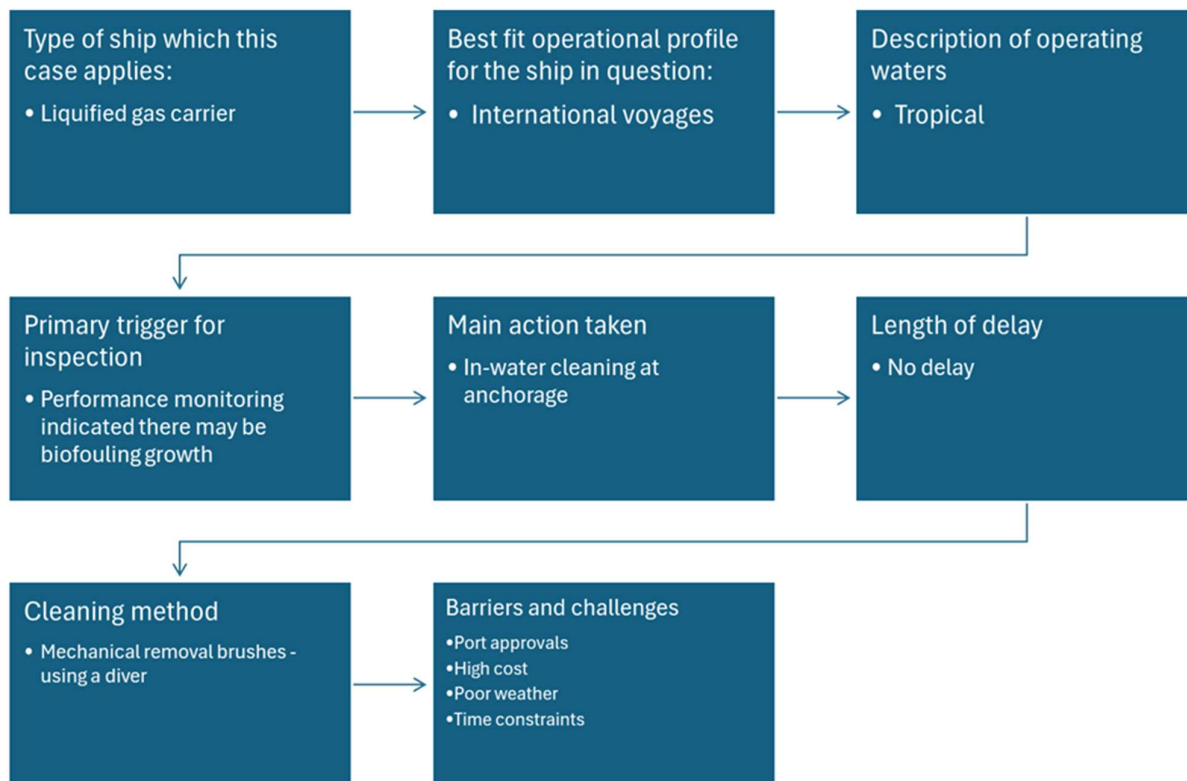 Type of ship which this
case applies:
• Liquified gas carrier
Best fit operational profile
for the ship in question:
• International voyages
Description of operating
waters
• Tropical
Primary trigger for
inspection
• Performance monitoring
indicated there may be
biofouling growth
Main action taken
• In-water cleaning at
anchorage
Length of delay
• No delay
Cleaning method
• Mechanical removal brushes -
using a diver
Barriers and challenges
•Port approvals
•High cost
•Poor weather
•Time constraints